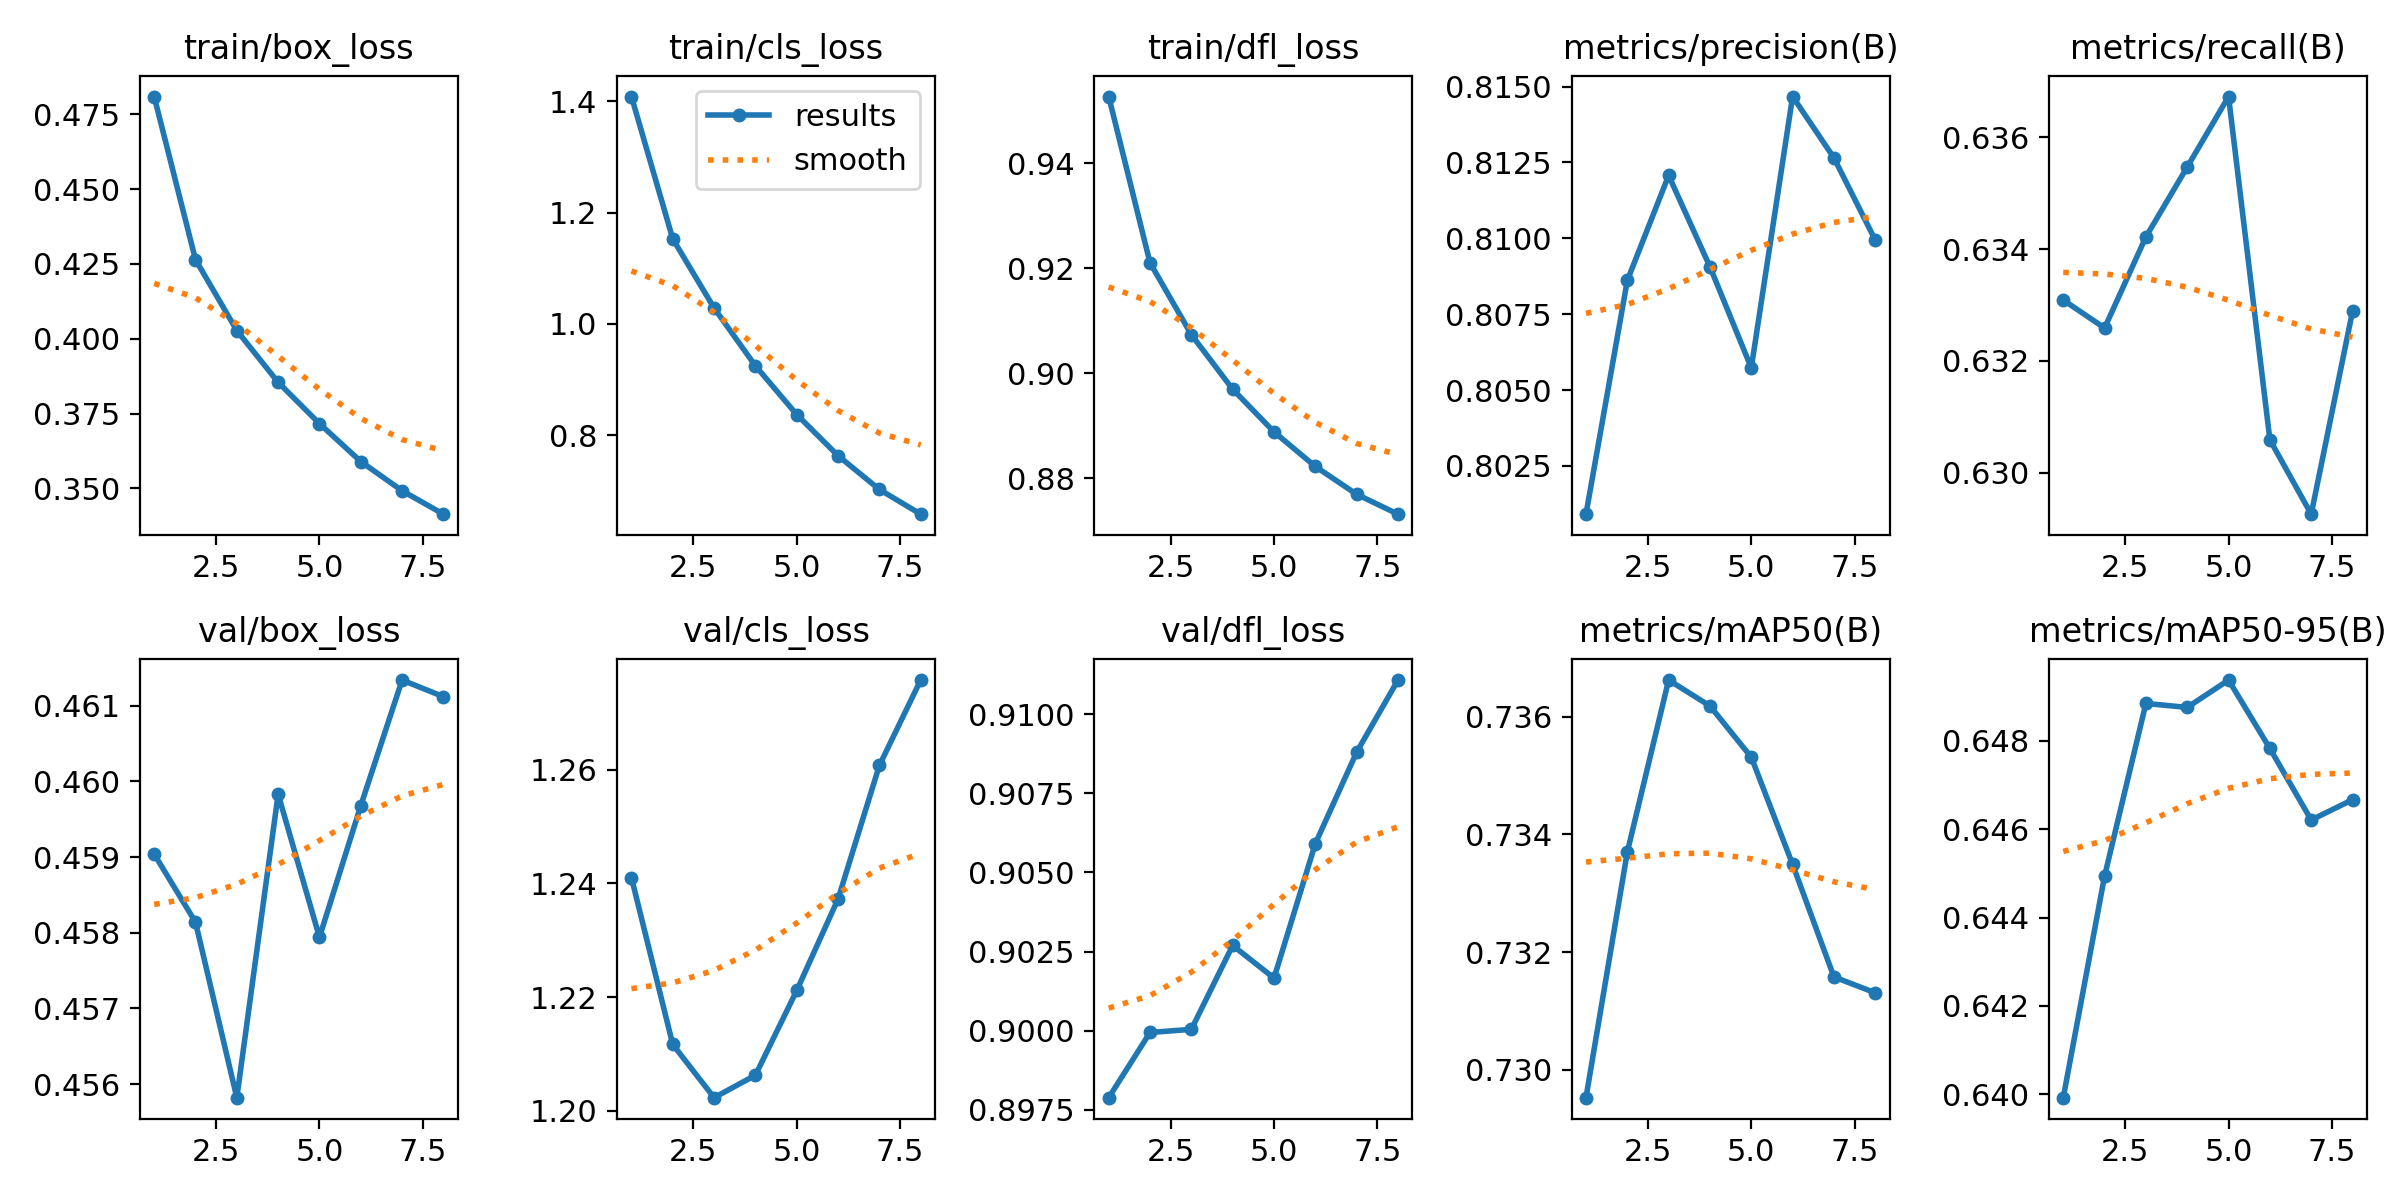 train/box_loss
0.475
0.450
0.425
0.400
0.375
0.350
2.5 5.0 7.5
train/cls_loss
results
smooth
1.4
1.2
1.0
0.8
2.5 5.0 7.5
train/dfl_loss
0.94
0.92
0.90
0.88
2.5 5.0 7.5
metrics/precision(B)
0.8150
0.8125
0.8100
0.8075
0.8050
0.8025
2.5 5.0 7.5
metrics/recall(B)
0.636
0.634
0.632
0.630
2.5 5.0 7.5
val/box_loss
0.461
0.460
0.459
0.458
0.457
0.456
2.5 5.0 7.5
val/cls_loss
1.26
1.24
1.22
1.20
2.5 5.0 7.5
val/dfl_loss
0.9100
0.9075
0.9050
0.9025
0.9000
0.8975
2.5 5.0 7.5
metrics/mAP50(B)
0.736
0.734
0.732
0.730
2.5 5.0 7.5
metrics/mAP50-95(B)
0.648
0.646
0.644
0.642
0.640
2.5 5.0 7.5